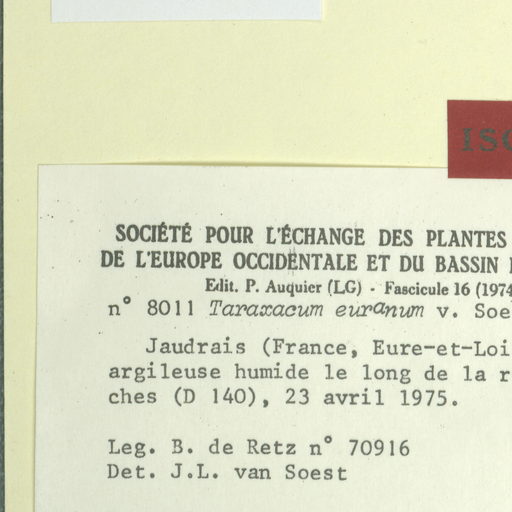 ISO
SOCIÉTÉ POUR L'ÉCHANGE DES PLANTES
DE L'EUROPE OCCIDENTALE ET DU BASSIN
Edit. P. Auquier (LG) - Fascicule 16 (1974
n° 8011 Taraxacum euranum v. Soe
Jaudrais (France, Eure-et-Loi
argileuse humide le long de la r
ches (D 140), 23 avril 1975.
Leg. B. de Retz n° 70916
Det. J.L. van Soest